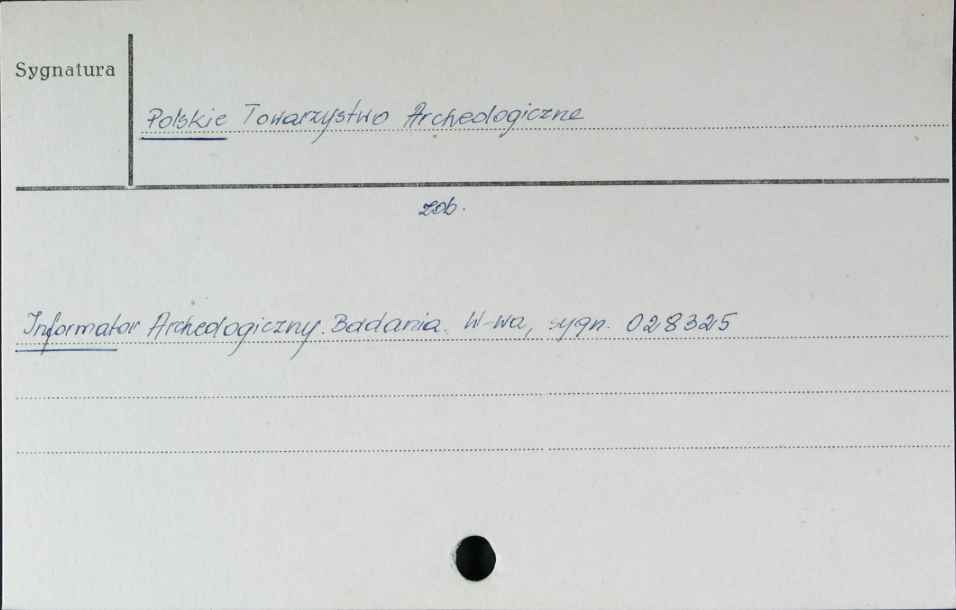 Sygnatura
Polskie Towarzystwo Archeologiczne
zob.
Informator Archeologiczny. Badania. W-wa, sygn. 028325